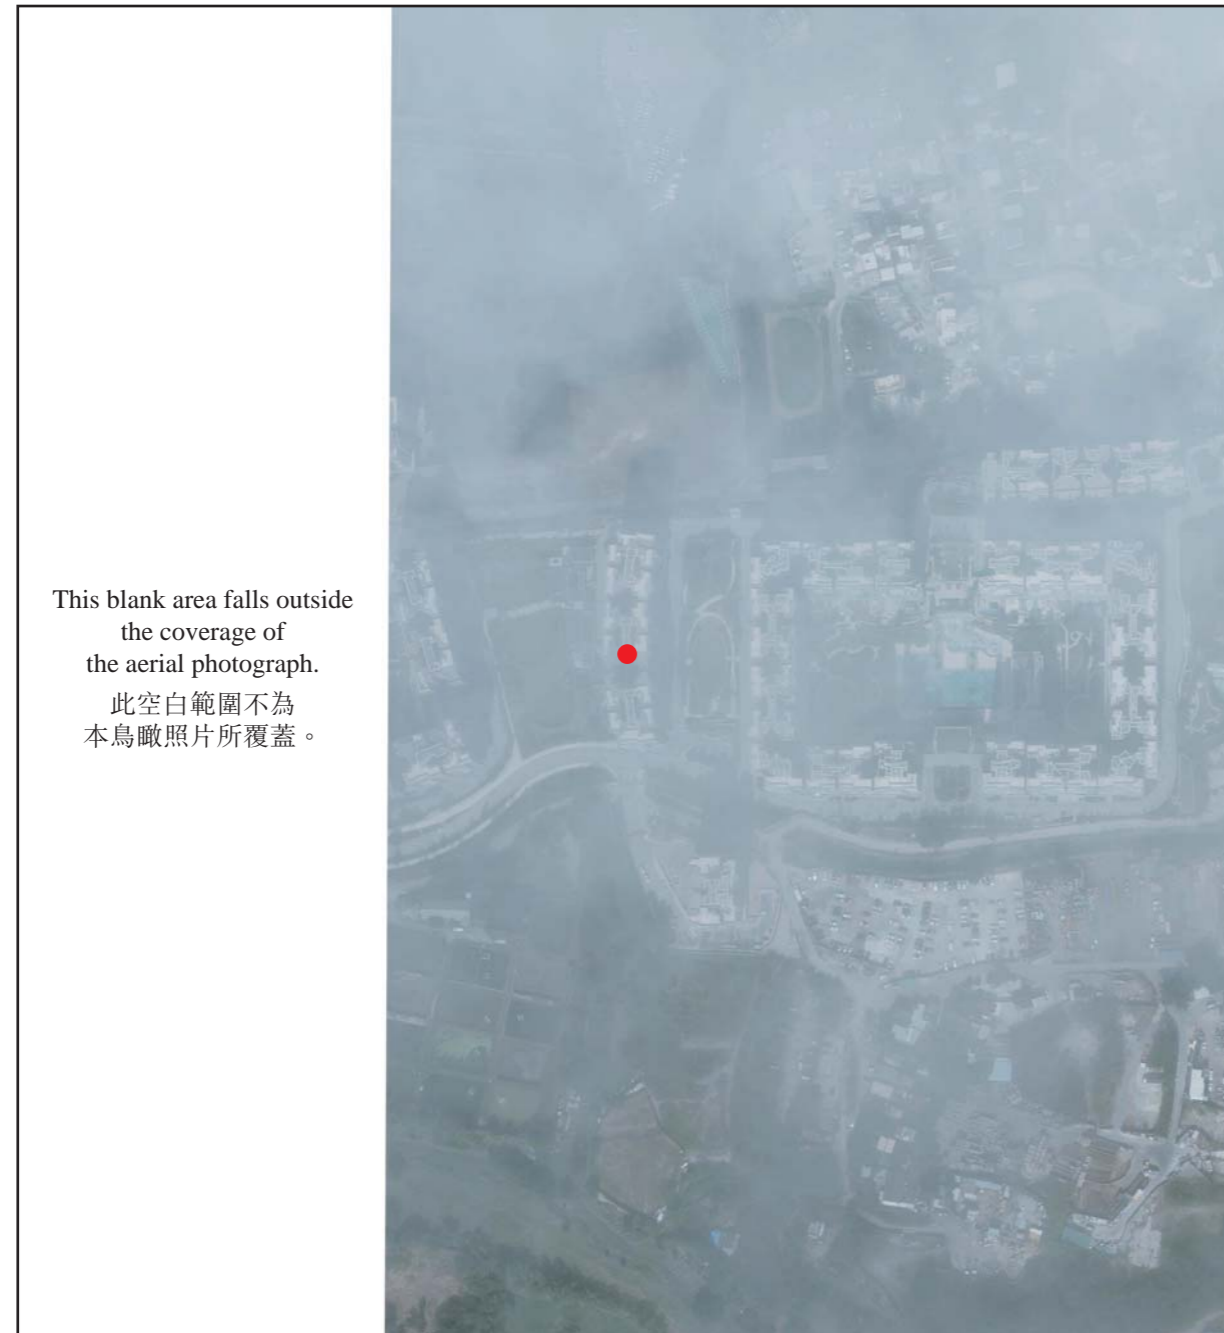 This blank area falls outside
the coverage of
the aerial photograph.
此空白範圍不為
本鳥瞰照片所覆蓋。